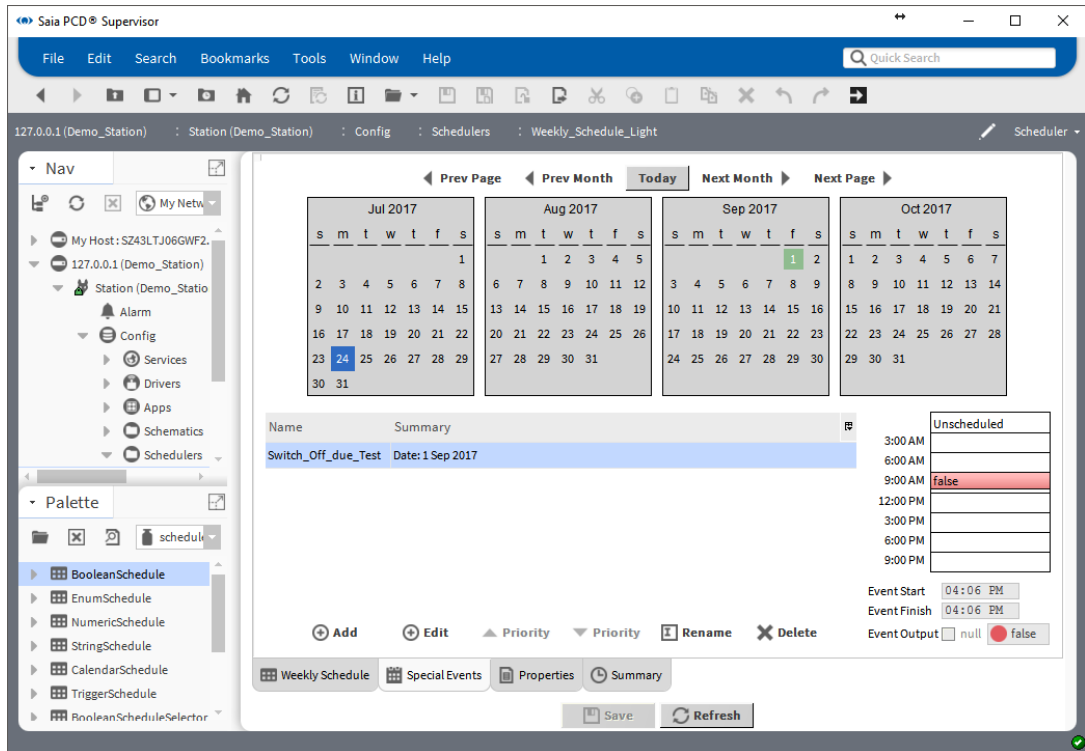 Saia PCD® Supervisor
File Edit Search Bookmarks Tools Window Help
Quick Search
127.0.0.1 (Demo_Station) : Station (Demo_Station) : Config : Schedulers : Weekly_Schedule_Light
Scheduler
Nav
My Netw
My Host : SZ43LTJ06GWF2.
127.0.0.1 (Demo_Station)
Station (Demo_Statio
Alarm
Config
Services
Drivers
Apps
Schematics
Schedulers
Palette
schedule
BooleanSchedule
EnumSchedule
NumericSchedule
StringSchedule
CalendarSchedule
TriggerSchedule
BooleanScheduleSelector
Prev Page Prev Month Today Next Month Next Page
Jul 2017
s m t w t f s
1
2 3 4 5 6 7 8
9 10 11 12 13 14 15
16 17 18 19 20 21 22
23 24 25 26 27 28 29
30 31
Aug 2017
s m t w t f s
1 2 3 4 5
6 7 8 9 10 11 12
13 14 15 16 17 18 19
20 21 22 23 24 25 26
27 28 29 30 31
Sep 2017
s m t w t f s
1 2
3 4 5 6 7 8 9
10 11 12 13 14 15 16
17 18 19 20 21 22 23
24 25 26 27 28 29 30
Oct 2017
s m t w t f s
1 2 3 4 5 6 7
8 9 10 11 12 13 14
15 16 17 18 19 20 21
22 23 24 25 26 27 28
29 30 31
Name Summary
Switch_Off_due_Test Date: 1 Sep 2017
Unscheduled
3:00 AM
6:00 AM
9:00 AM false
12:00 PM
3:00 PM
6:00 PM
9:00 PM
Event Start 04:06 PM
Event Finish 04:06 PM
Event Output null false
Add Edit Priority Priority Rename Delete
Weekly Schedule Special Events Properties Summary
Save Refresh